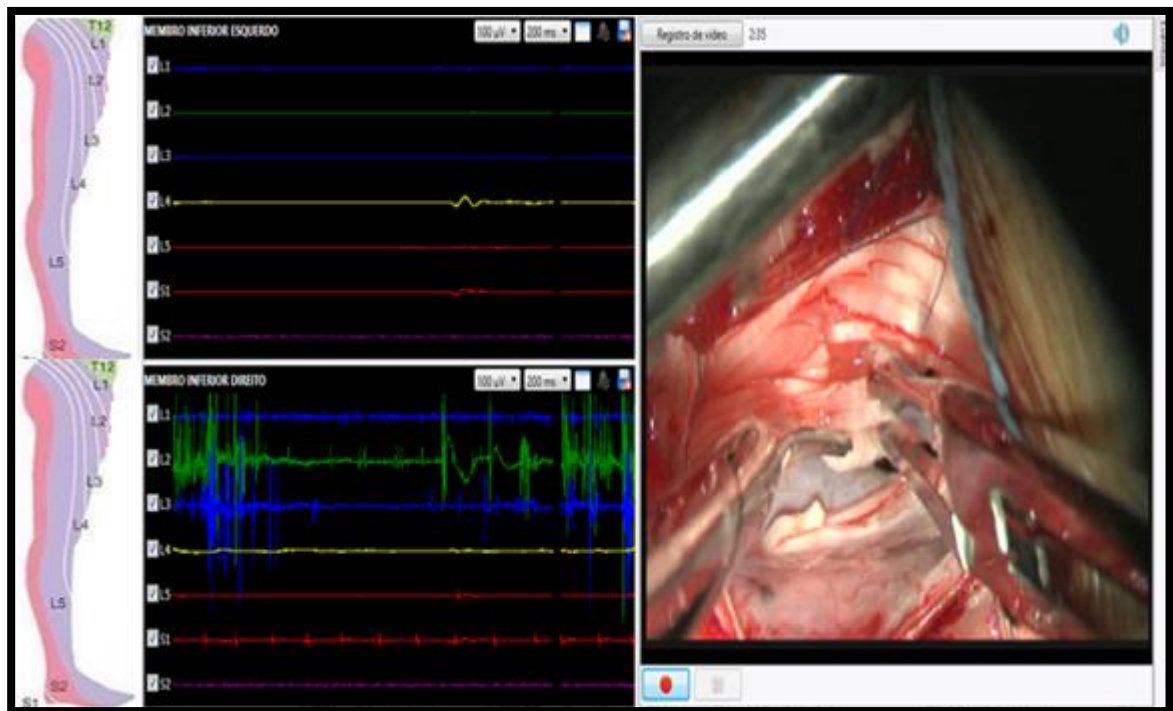 T12
L1
L2
L3
L4
L5
S2
MEMBRO INFERIOR ESQUERDO
100 µV
200 ms
L1
L2
L3
L4
L5
S1
S2
T12
L1
L2
L3
L4
L5
S2
S1
MEMBRO INFERIOR DIREITO
100 µV
200 ms
L1
L2
L3
L4
L5
S1
S2
Registro de vídeo 2:35